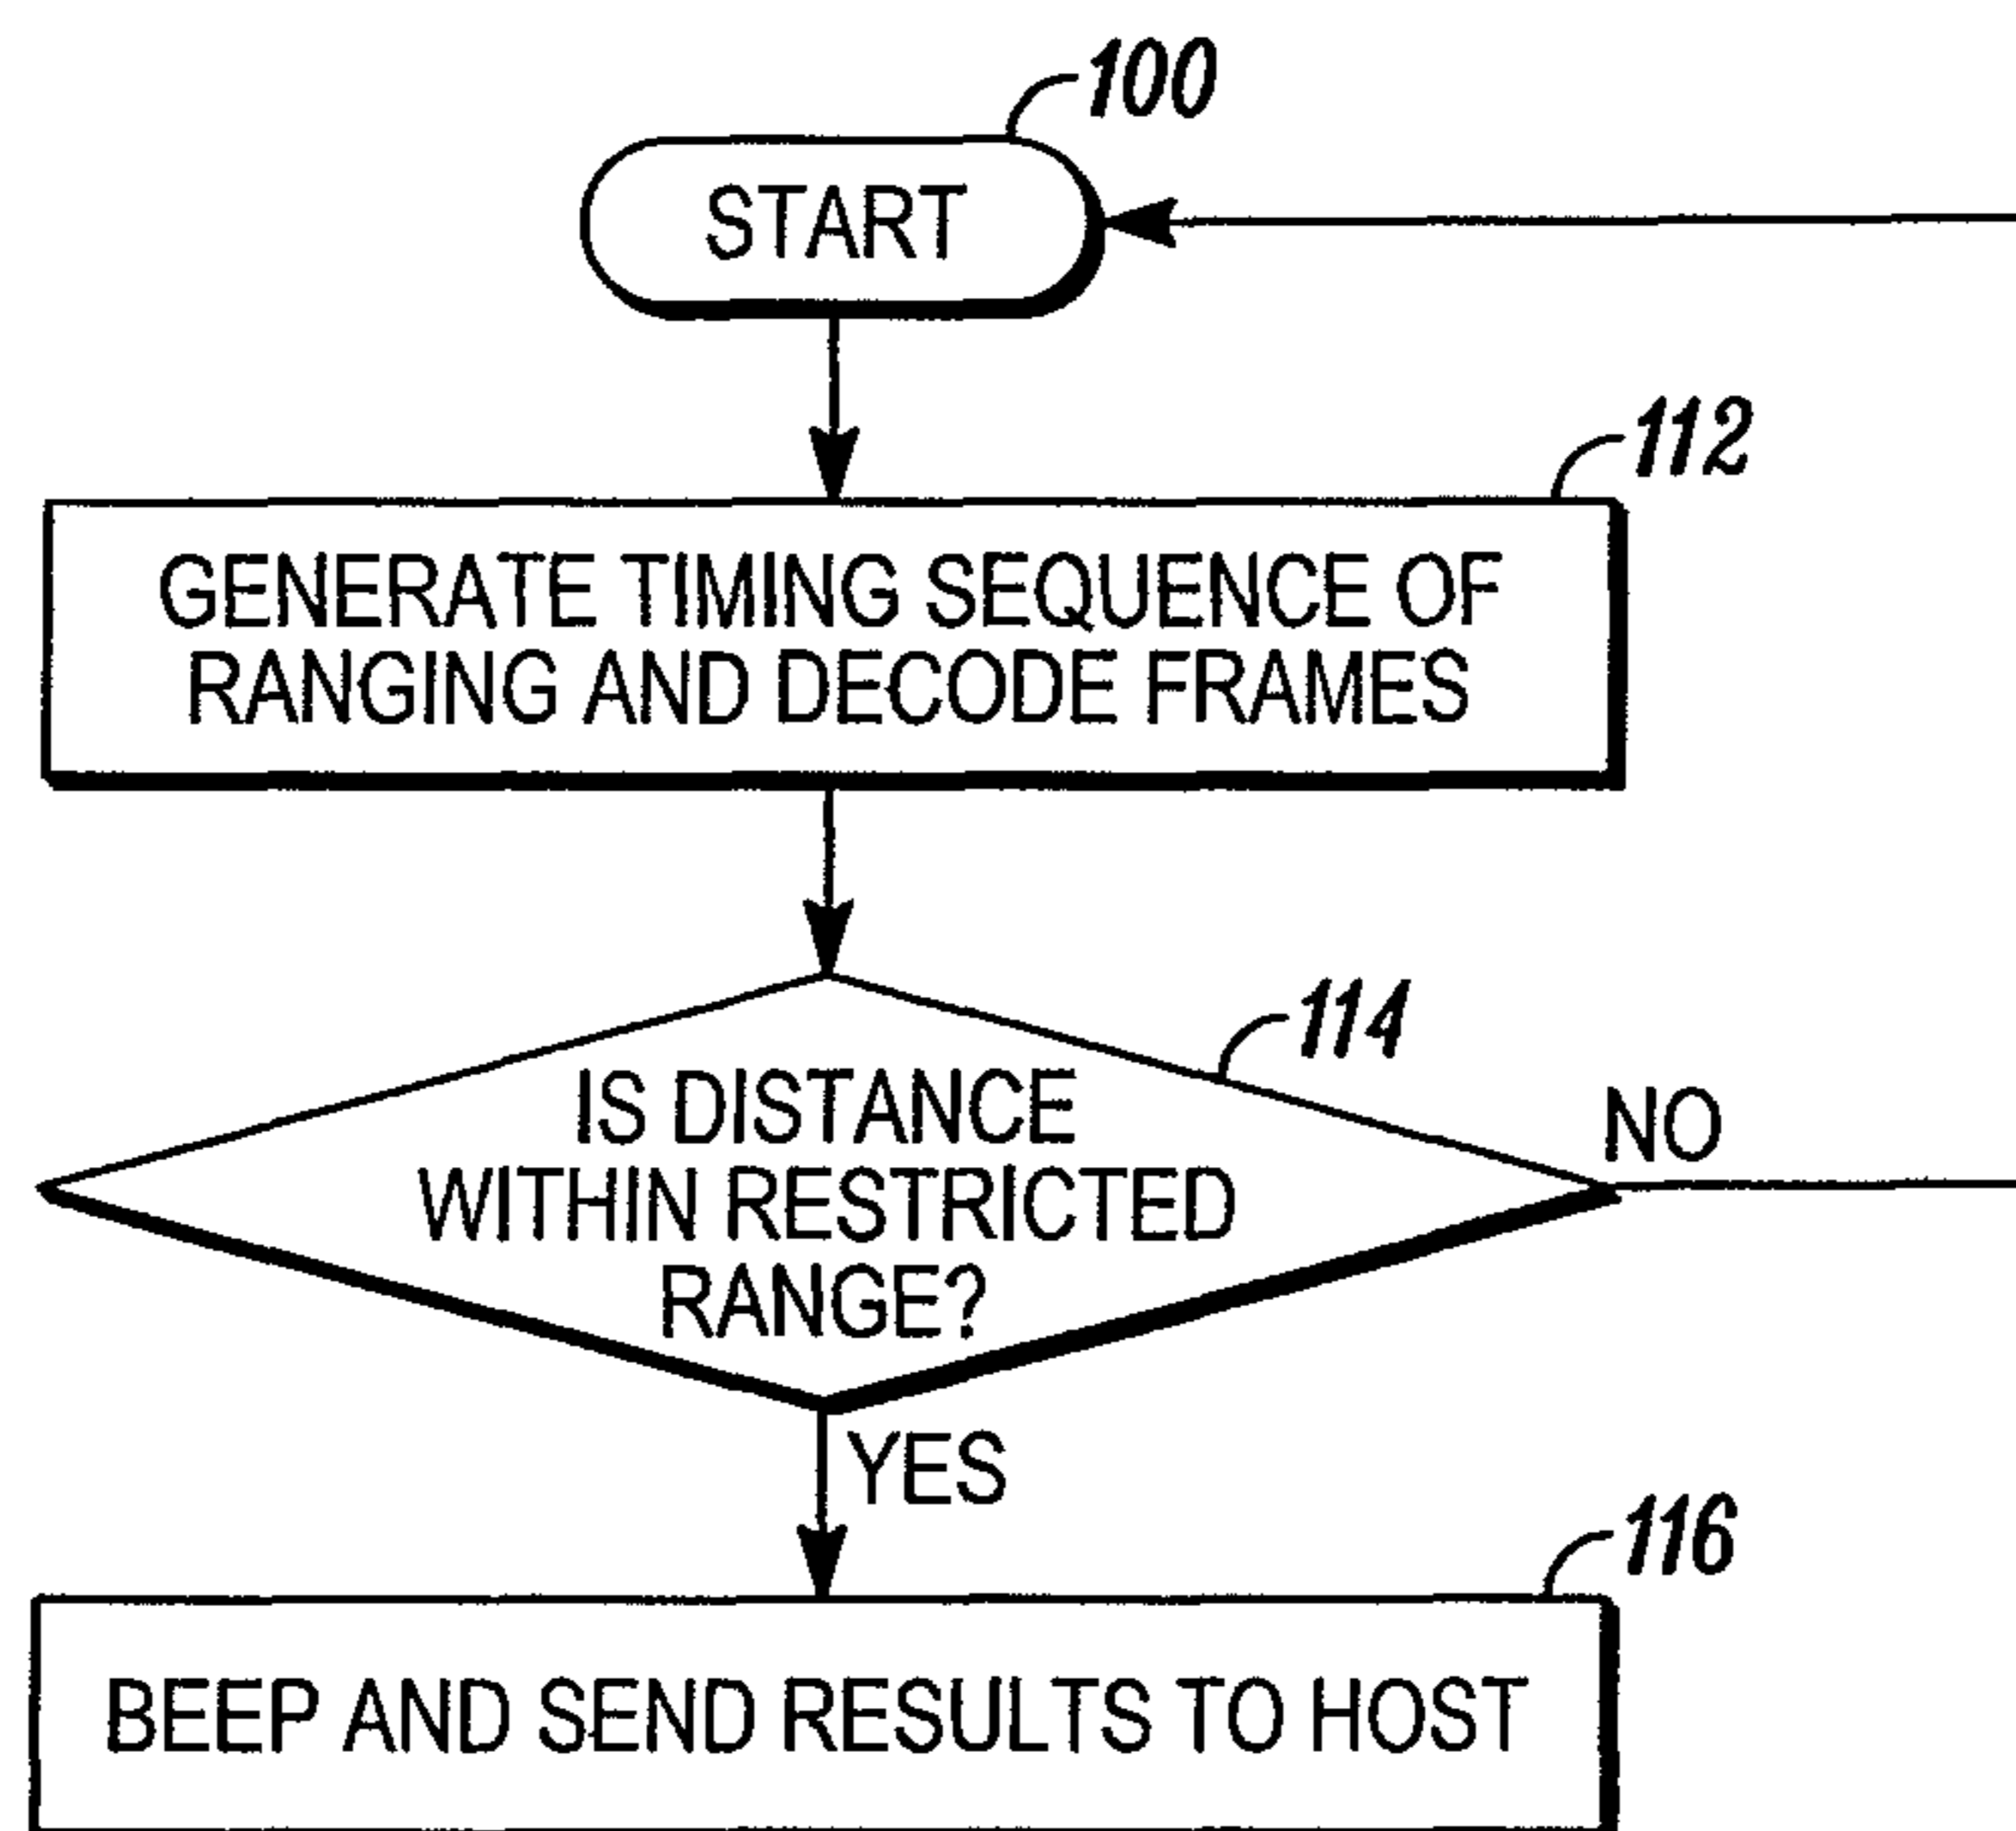 100
START
112
GENERATE TIMING SEQUENCE OF
RANGING AND DECODE FRAMES
114
IS DISTANCE
WITHIN RESTRICTED
RANGE?
NO
YES
116
BEEP AND SEND RESULTS TO HOST